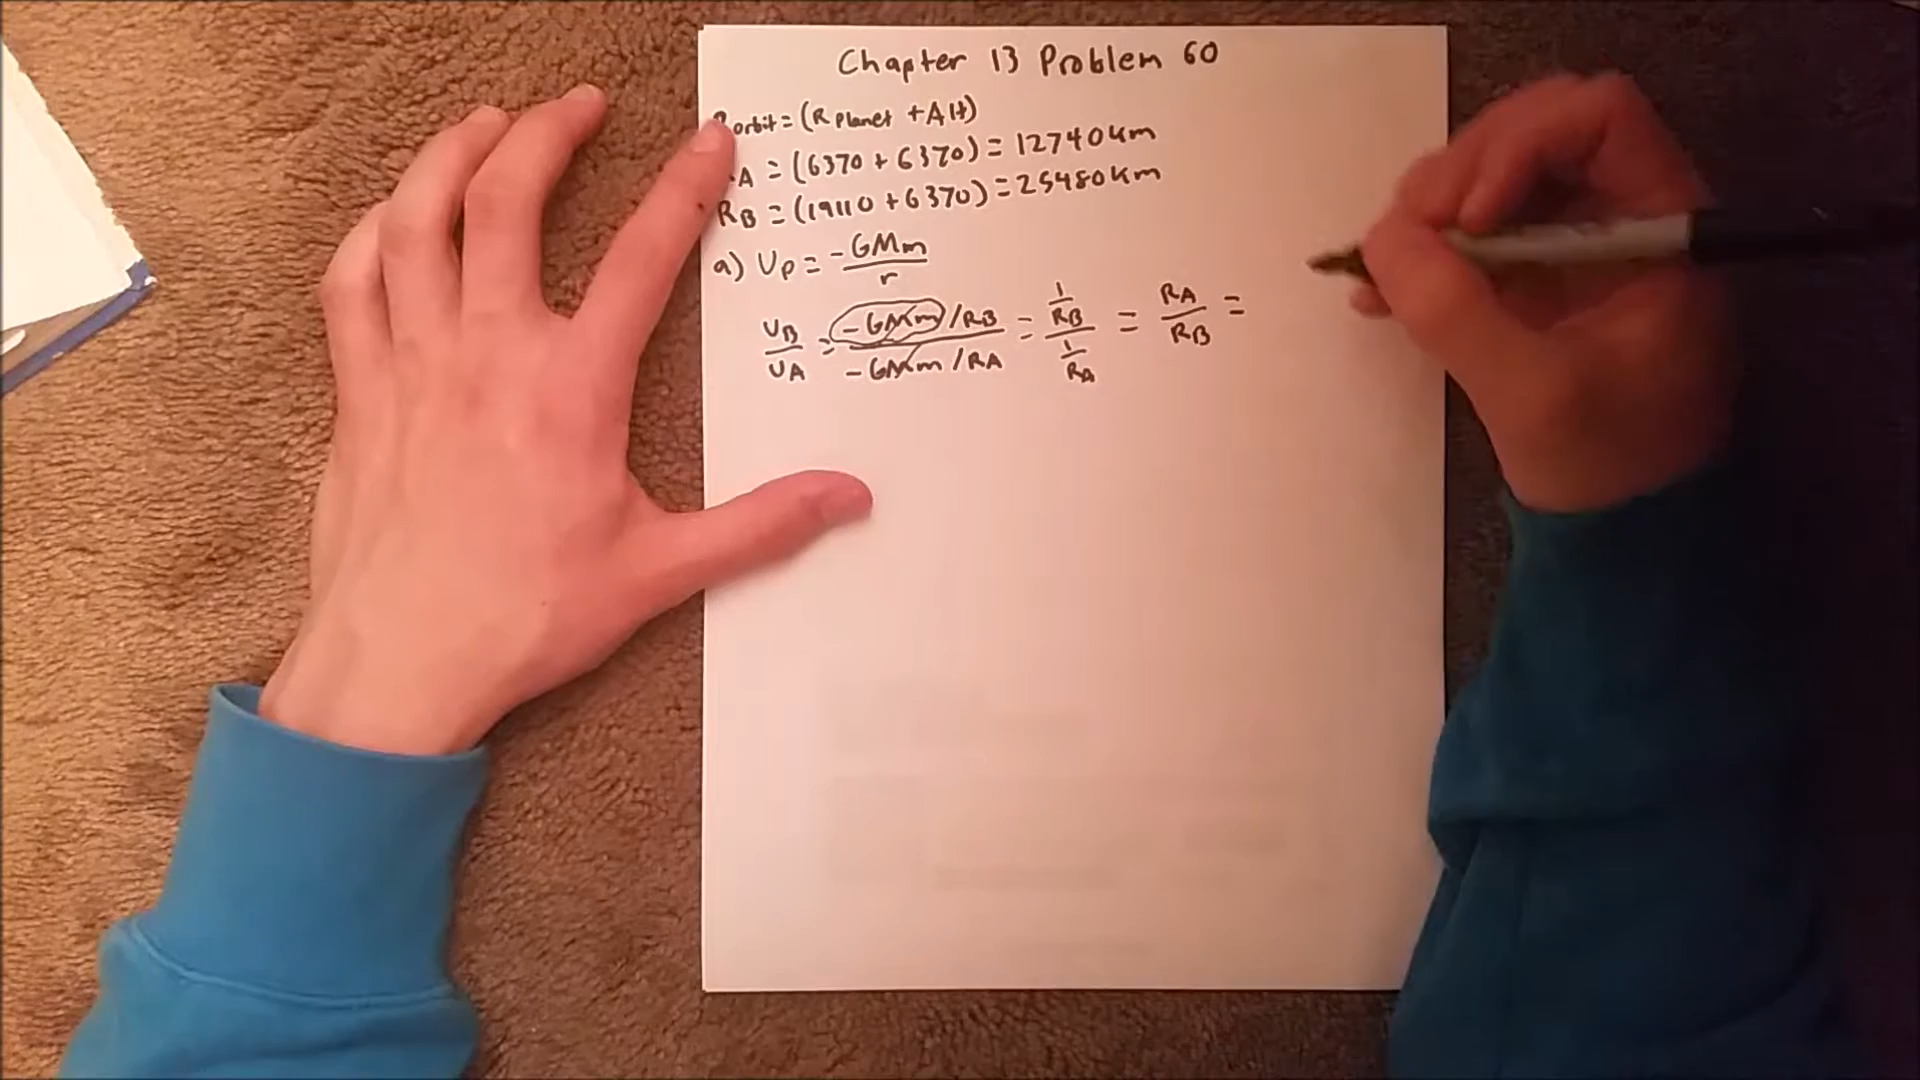 Chapter 13 Problem 60
orbit = (R Planet + Alt)
A = (6370 + 6370) = 12740 km
RB = (19110 + 6370) = 25480 km
a) Up = -GMm / r
UB / UA = -GMm / RB / -GMm / RA = 1 / RB / 1 / RA = RA / RB =